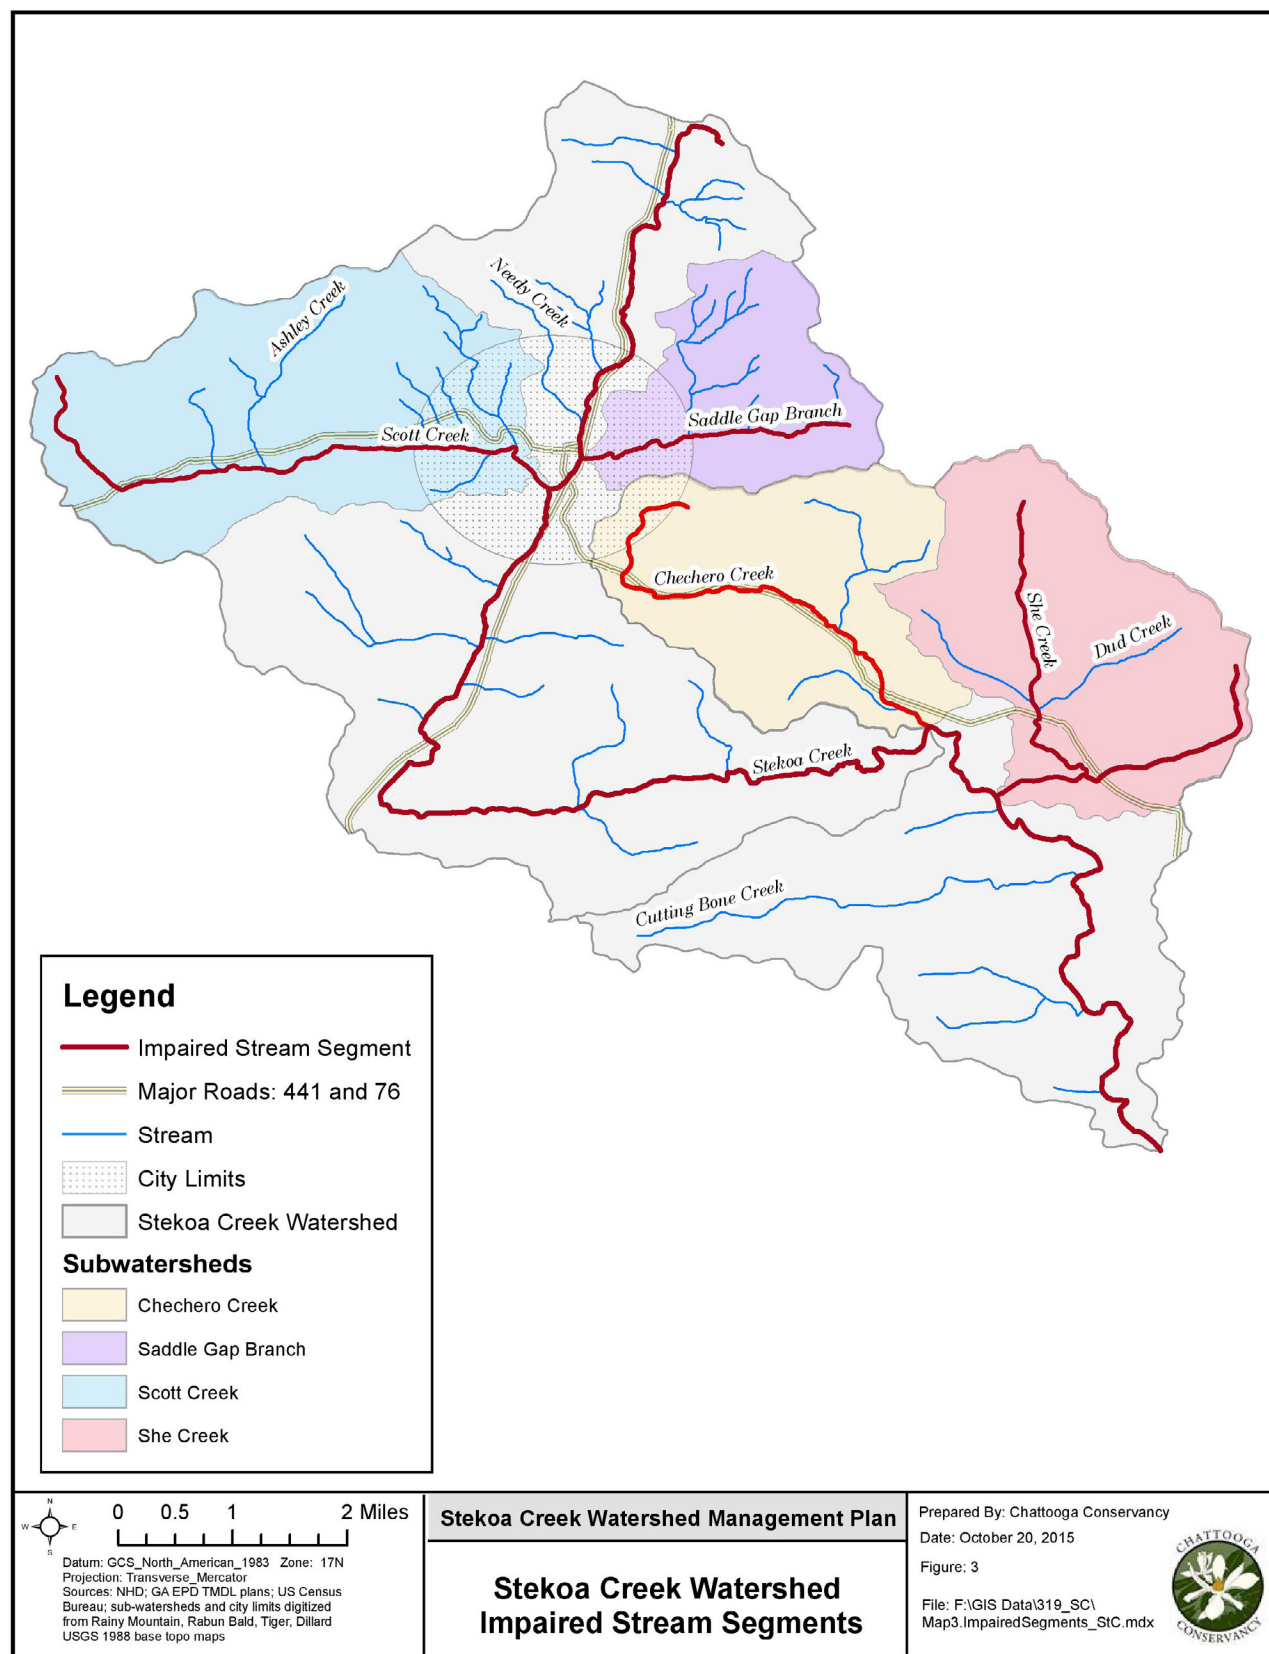 Needy Creek
Ashley Creek
Saddle Gap Branch
Scott Creek
Chechero Creek
She Creek
Dud Creek
Stekoa Creek
Cutting Bone Creek
Legend
Impaired Stream Segment
Major Roads: 441 and 76
Stream
City Limits
Stekoa Creek Watershed
Subwatersheds
Chechero Creek
Saddle Gap Branch
Scott Creek
She Creek
N
W E
S
0 0.5 1 2 Miles
Datum: GCS_North_American_1983 Zone: 17N
Projection: Transverse_Mercator
Sources: NHD; GA EPD TMDL plans; US Census
Bureau; sub-watersheds and city limits digitized
from Rainy Mountain, Rabun Bald, Tiger, Dillard
USGS 1988 base topo maps
Stekoa Creek Watershed Management Plan
Stekoa Creek Watershed
Impaired Stream Segments
Prepared By: Chattooga Conservancy
Date: October 20, 2015
Figure: 3
File: F:\GIS Data\319_SC\
Map3.ImpairedSegments_StC.mdx
CHATTOOGA
CONSERVANCY